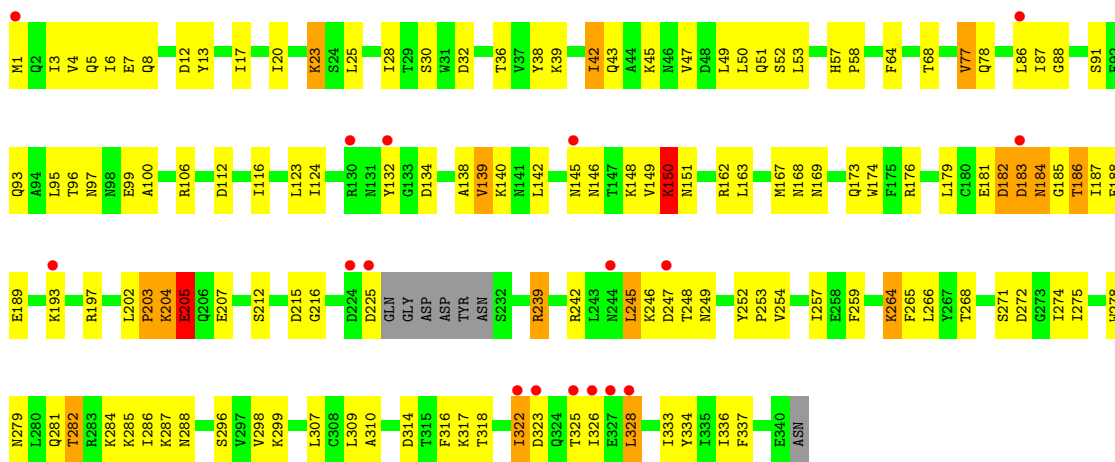 M1 Q2 I3 V4 Q5 I6 E7 Q8 D12 Y13 I17 I20 K23 S24 L25 I28 T29 S30 W31 D32 T36 V37 Y38 K39 I42 Q43 A44 K45 N46 V47 D48 L49 L50 Q51 S52 L53 H57 P58 F64 T68 V77 Q78 L86 I87 G88 S91 E92
Q93 A94 L95 T96 N97 N98 E99 A100 R106 D112 I116 L123 I124 R130 N131 Y132 G133 D134 A138 V139 K140 N141 L142 N145 N146 T147 K148 V149 K150 N151 R162 L163 M167 N168 N169 Q173 W174 F175 R176 L179 C180 E181 D182 D183 N184 G185 T186 I187 E188
E189 K193 R197 L202 P203 K204 E205 Q206 E207 S212 D215 G216 D224 D225 GLN GLY ASP ASP TYR ASN S232 R239 R242 L243 N244 L245 K246 D247 T248 N249 Y252 P253 V254 I257 E258 F259 K264 F265 L266 Y267 T268 S271 D272 G273 I274 I275 W278
N279 L280 Q281 T282 R283 K284 K285 I286 K287 N288 S296 V297 V298 K299 L307 C308 L309 A310 D314 T315 F316 K317 T318 I322 D323 Q324 T325 I326 E327 L328 I333 Y334 I335 I336 F337 E340 ASN